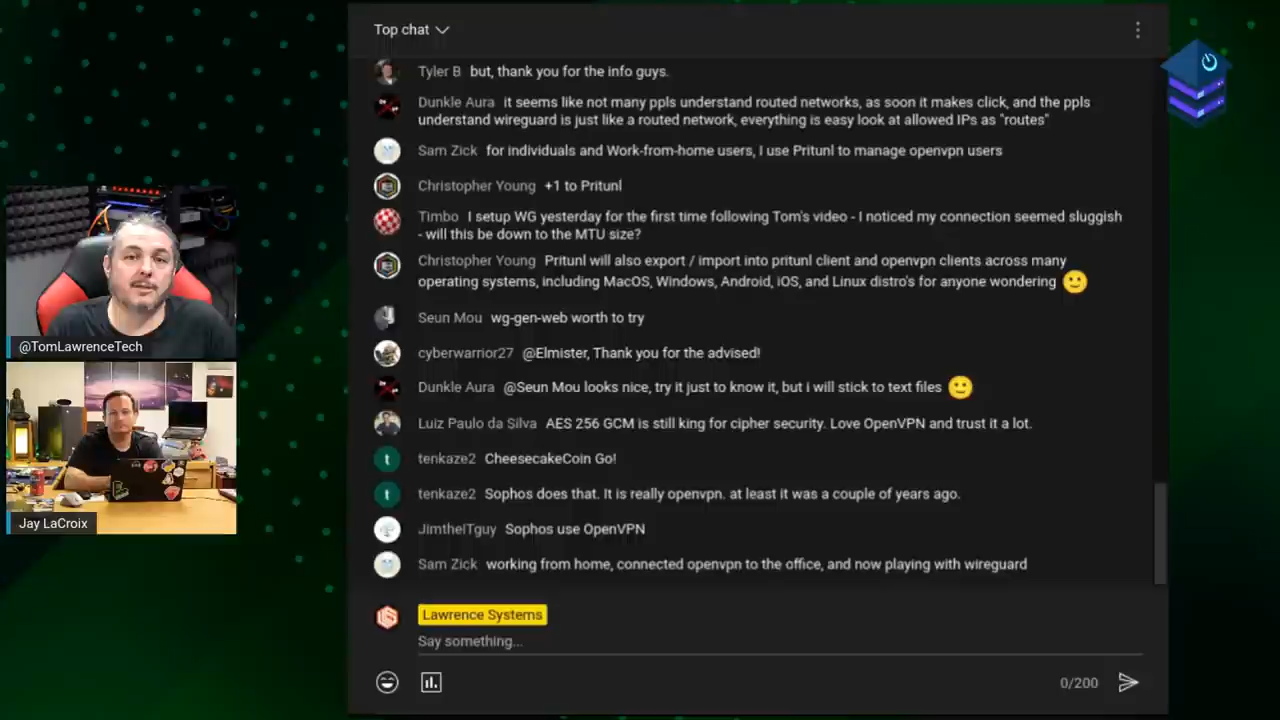 Top chat
Tyler B but, thank you for the info guys.
Dunkle Aura it seems like not many ppls understand routed networks, as soon it makes click, and the ppls
understand wireguard is just like a routed network, everything is easy look at allowed IPs as "routes"
Sam Zick for individuals and Work-from-home users, I use Pritunl to manage openvpn users
Christopher Young +1 to Pritunl
Timbo I setup WG yesterday for the first time following Tom's video - I noticed my connection seemed sluggish
- will this be down to the MTU size?
Christopher Young Pritunl will also export / import into pritunl client and openvpn clients across many
operating systems, including MacOS, Windows, Android, iOS, and Linux distro's for anyone wondering 🙂
Seun Mou wg-gen-web worth to try
cyberwarrior27 @Elmister, Thank you for the advised!
Dunkle Aura @Seun Mou looks nice, try it just to know it, but i will stick to text files 🙂
Luiz Paulo da Silva AES 256 GCM is still king for cipher security. Love OpenVPN and trust it a lot.
t tenkaze2 CheesecakeCoin Go!
t tenkaze2 Sophos does that. It is really openvpn. at least it was a couple of years ago.
JimtheITguy Sophos use OpenVPN
Sam Zick working from home, connected openvpn to the office, and now playing with wireguard
Lawrence Systems
Say something...
0/200
@TomLawrenceTech
Jay LaCroix